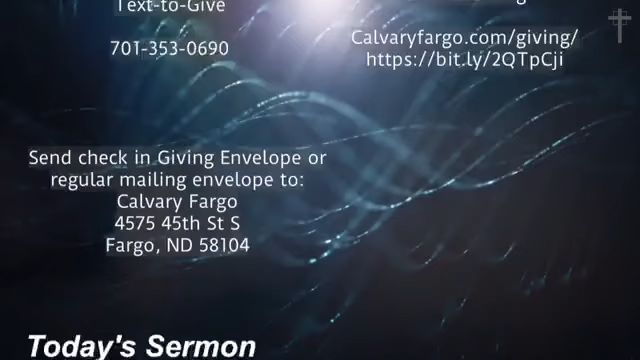 Text-to-Give
701-353-0690
Calvaryfargo.com/giving/
https://bit.ly/2QTpCji
Send check in Giving Envelope or
regular mailing envelope to:
Calvary Fargo
4575 45th St S
Fargo, ND 58104
Today's Sermon